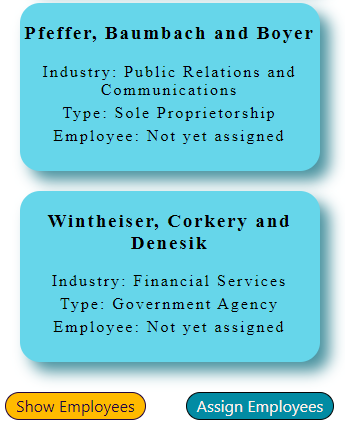 Pfeffer, Baumbach and Boyer
Industry: Public Relations and
Communications
Type: Sole Proprietorship
Employee: Not yet assigned
Wintheiser, Corkery and
Denesik
Industry: Financial Services
Type: Government Agency
Employee: Not yet assigned
Show Employees
Assign Employees